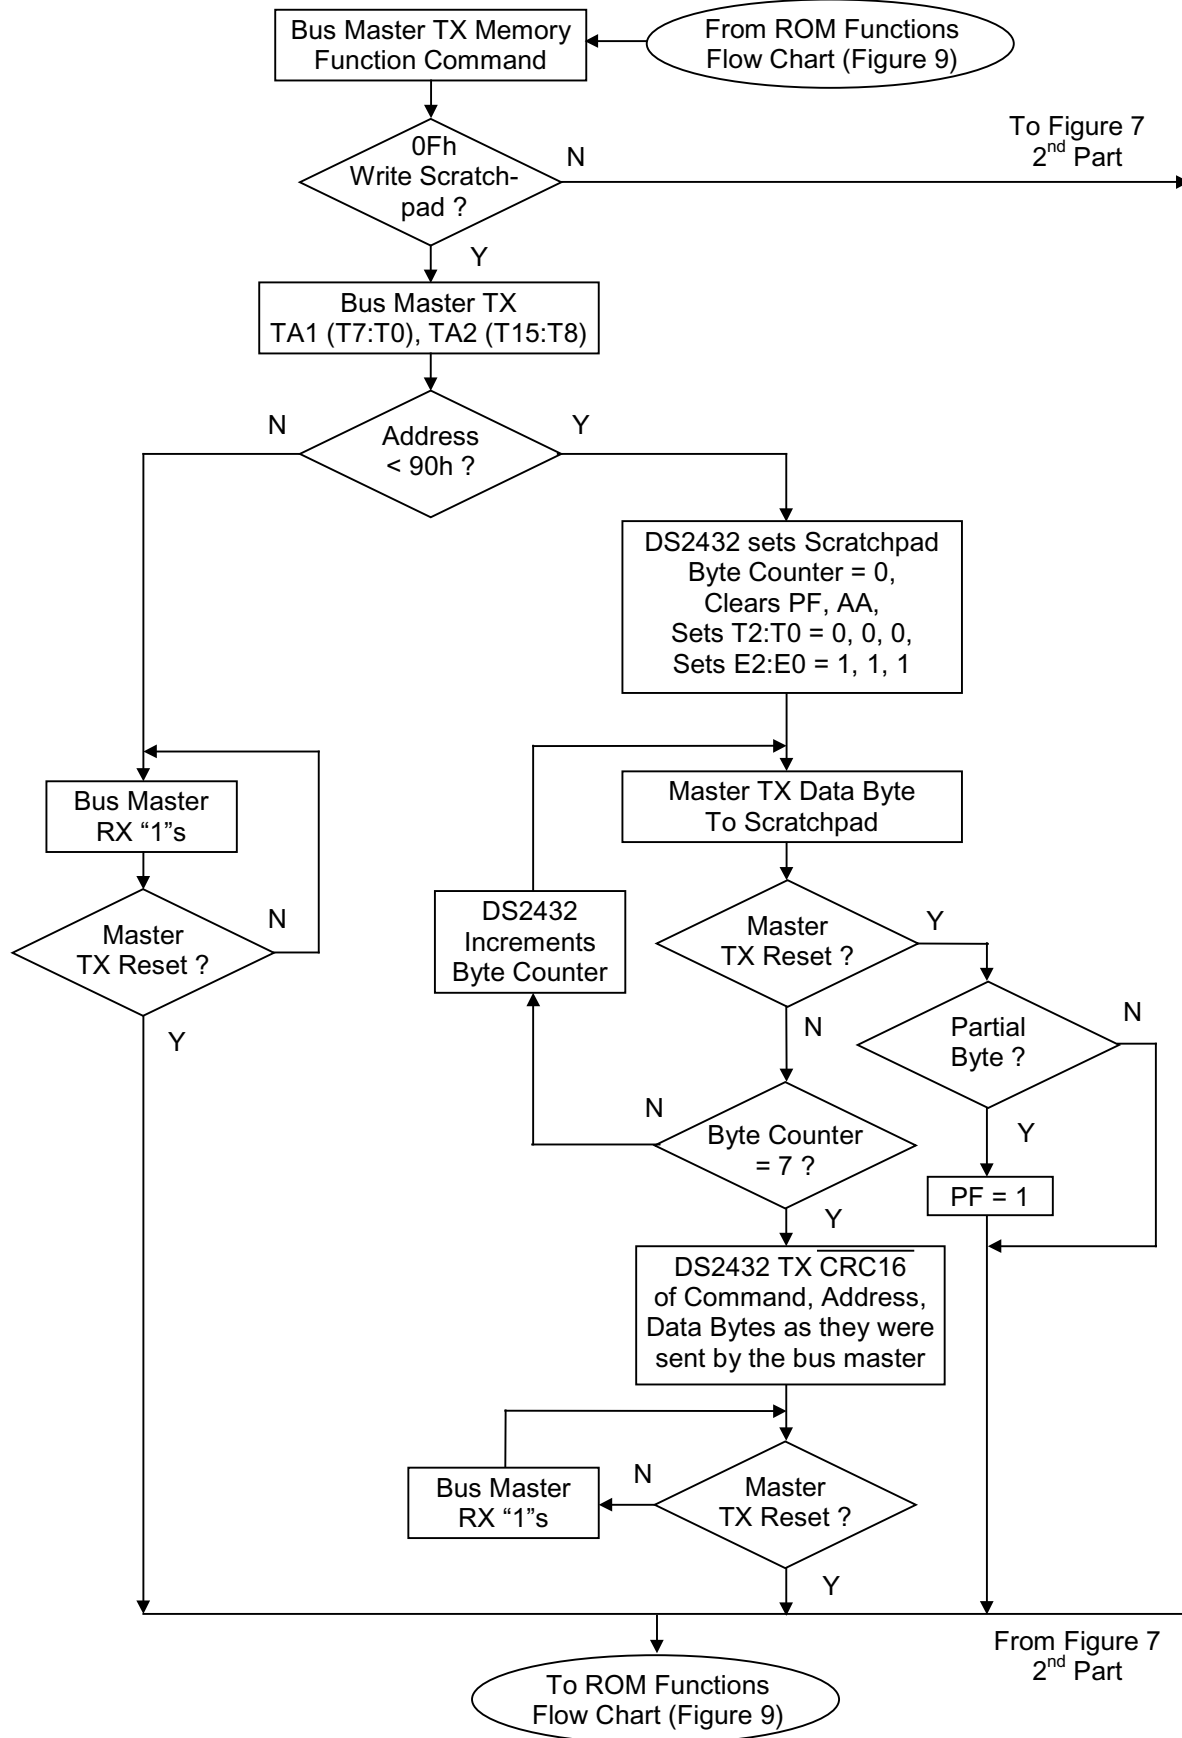 Bus Master TX Memory
Function Command
From ROM Functions
Flow Chart (Figure 9)
To Figure 7
2nd Part
0Fh
Write Scratch-
pad ?
N
Y
Bus Master TX
TA1 (T7:T0), TA2 (T15:T8)
N
Y
Address
< 90h ?
DS2432 sets Scratchpad
Byte Counter = 0,
Clears PF, AA,
Sets T2:T0 = 0, 0, 0,
Sets E2:E0 = 1, 1, 1
Bus Master
RX “1”s
Master TX Data Byte
To Scratchpad
DS2432
Increments
Byte Counter
Master
TX Reset ?
N
Y
Master
TX Reset ?
Y
N
Partial
Byte ?
N
Y
N
Byte Counter
= 7 ?
Y
PF = 1
DS2432 TX CRC16
of Command, Address,
Data Bytes as they were
sent by the bus master
Bus Master
RX “1”s
N
Master
TX Reset ?
Y
From Figure 7
2nd Part
To ROM Functions
Flow Chart (Figure 9)